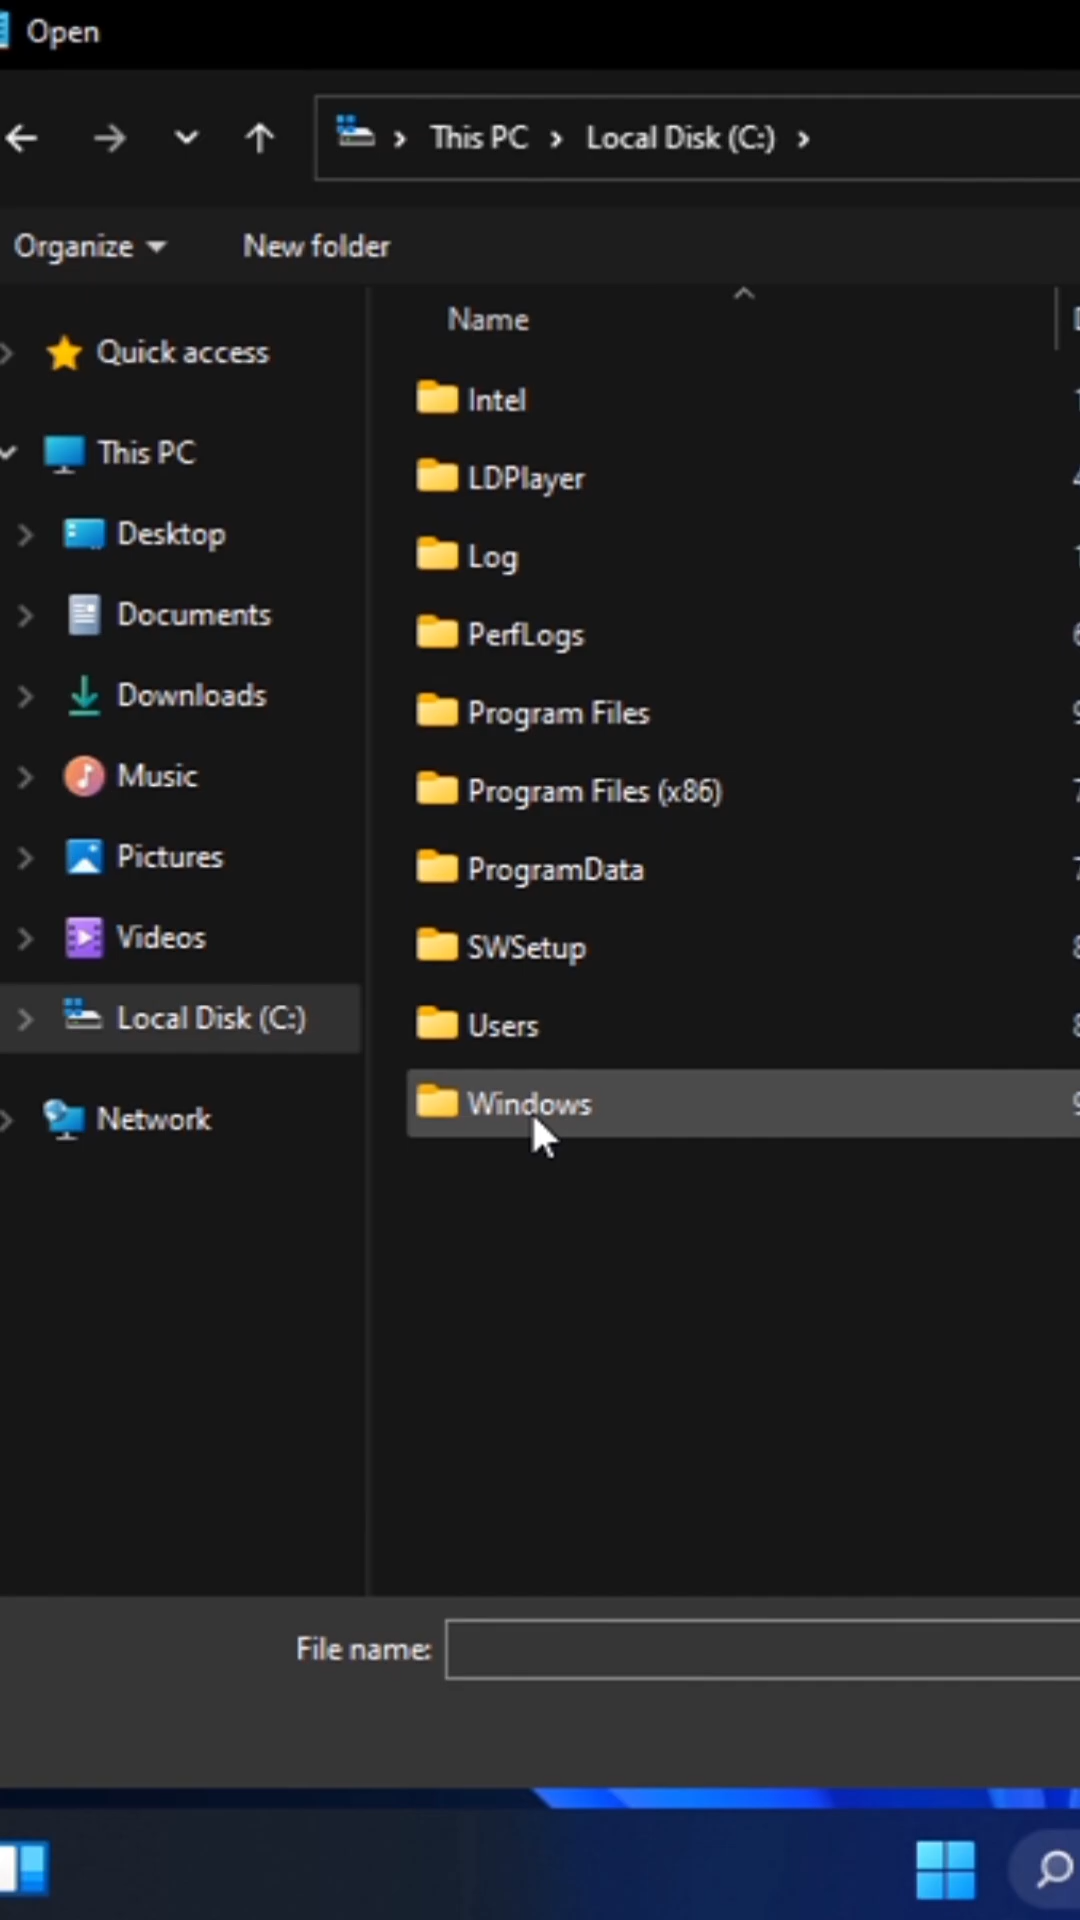 Open
This PC
Local Disk (C:)
Organize
New folder
Name
Quick access
This PC
Desktop
Documents
Downloads
Music
Pictures
Videos
Local Disk (C:)
Network
Intel
LDPlayer
Log
PerfLogs
Program Files
Program Files (x86)
ProgramData
SWSetup
Users
Windows
File name: